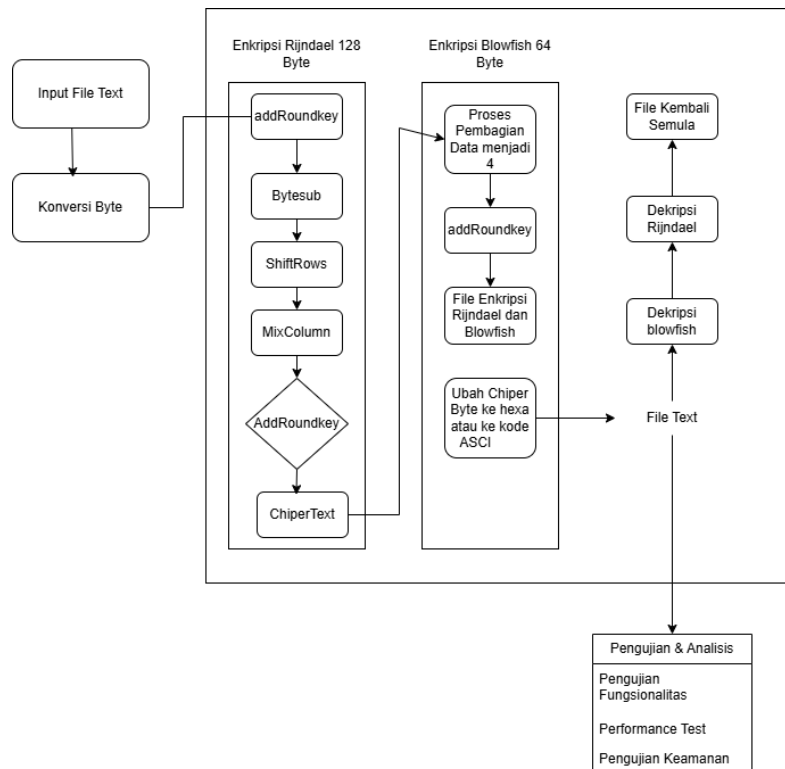 Input File Text
Konversi Byte
Enkripsi Rijndael 128
Byte
addRoundkey
Bytesub
ShiftRows
MixColumn
AddRoundkey
ChiperText
Enkripsi Blowfish 64
Byte
Proses
Pembagian
Data menjadi
4
addRoundkey
File Enkripsi
Rijndael dan
Blowfish
Ubah Chiper
Byte ke hexa
atau ke kode
ASCI
File Kembali
Semula
Dekripsi
Rijndael
Dekripsi
blowfish
File Text
Pengujian & Analisis
Pengujian
Fungsionalitas
Performance Test
Pengujian Keamanan